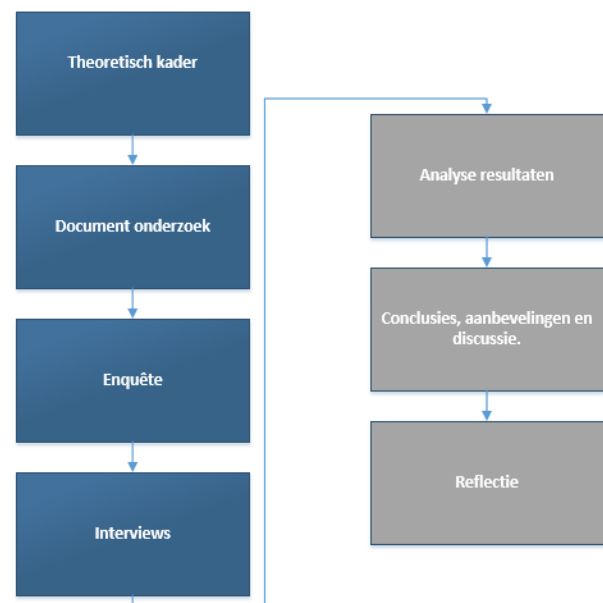 Theoretisch kader
Document onderzoek
Enquête
Interviews
Analyse resultaten
Conclusies, aanbevelingen en
discussie.
Reflectie